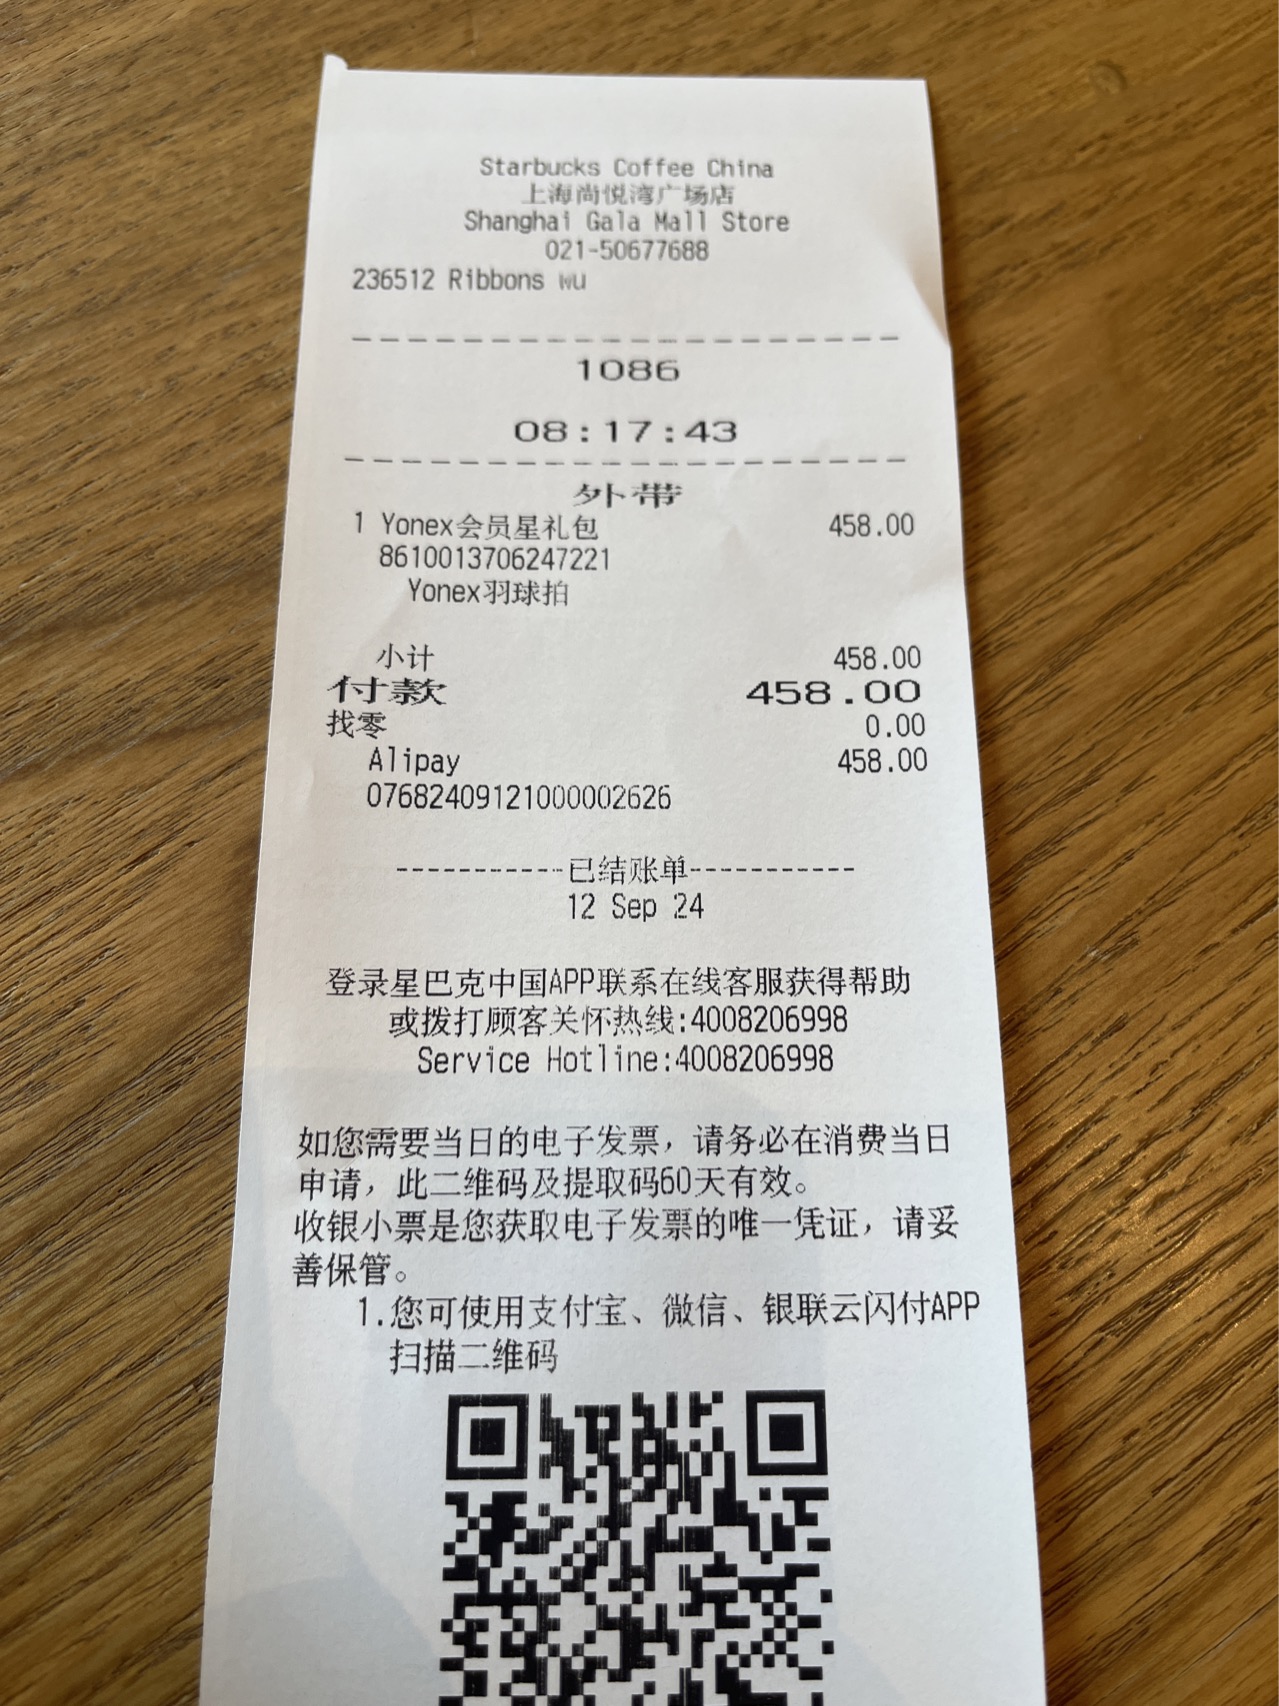 Starbucks Coffee China
上海尚悦湾广场店
Shanghai Gala Mall Store
021-50677688
236512 Ribbons wu
1086
08:17:43
外带
1 Yonex会员星礼包 458.00
8610013706247221
Yonex羽球拍
小计 458.00
付款 458.00
找零 0.00
Alipay 458.00
07682409121000002626
-----------已结账单-----------
12 Sep 24
登录星巴克中国APP联系在线客服获得帮助
或拨打顾客关怀热线:4008206998
Service Hotline:4008206998
如您需要当日的电子发票，请务必在消费当日
申请，此二维码及提取码60天有效。
收银小票是您获取电子发票的唯一凭证，请妥
善保管。
1.您可使用支付宝、微信、银联云闪付APP
扫描二维码